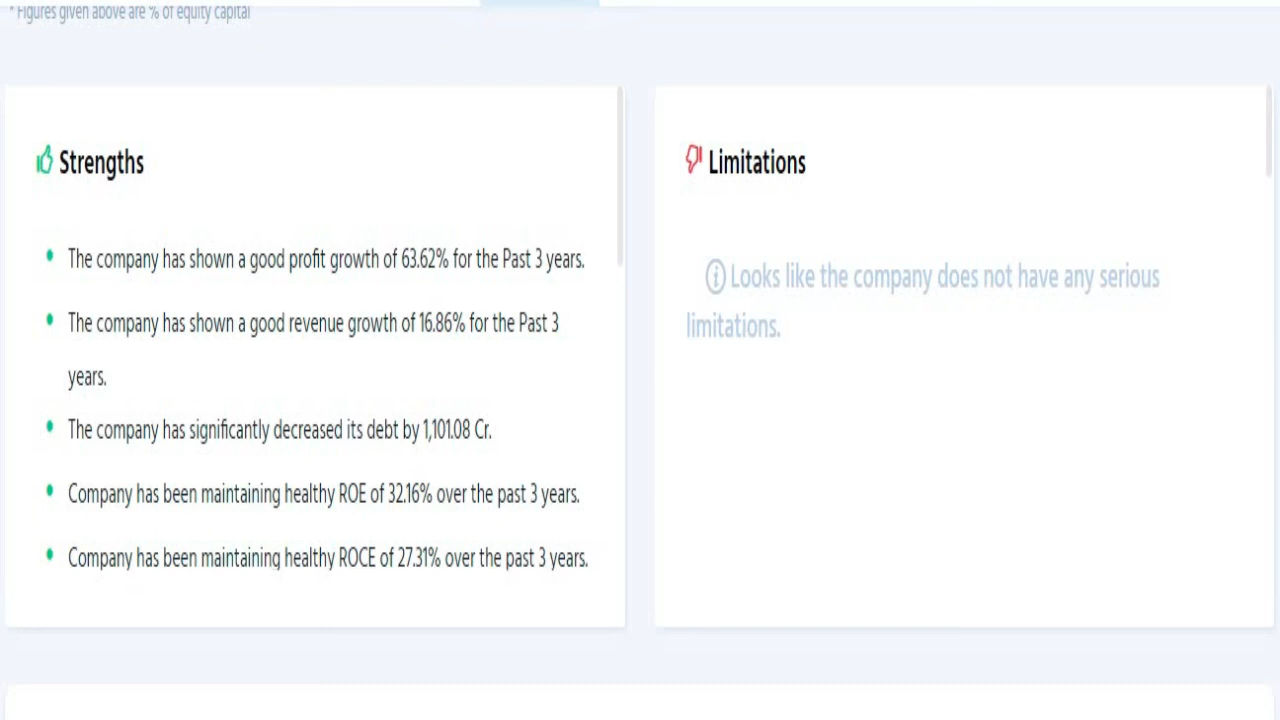 * Figures given above are % of equity capital
Strengths
The company has shown a good profit growth of 63.62% for the Past 3 years.
The company has shown a good revenue growth of 16.86% for the Past 3
years.
The company has significantly decreased its debt by 1,101.08 Cr.
Company has been maintaining healthy ROE of 32.16% over the past 3 years.
Company has been maintaining healthy ROCE of 27.31% over the past 3 years.
Limitations
Looks like the company does not have any serious
limitations.